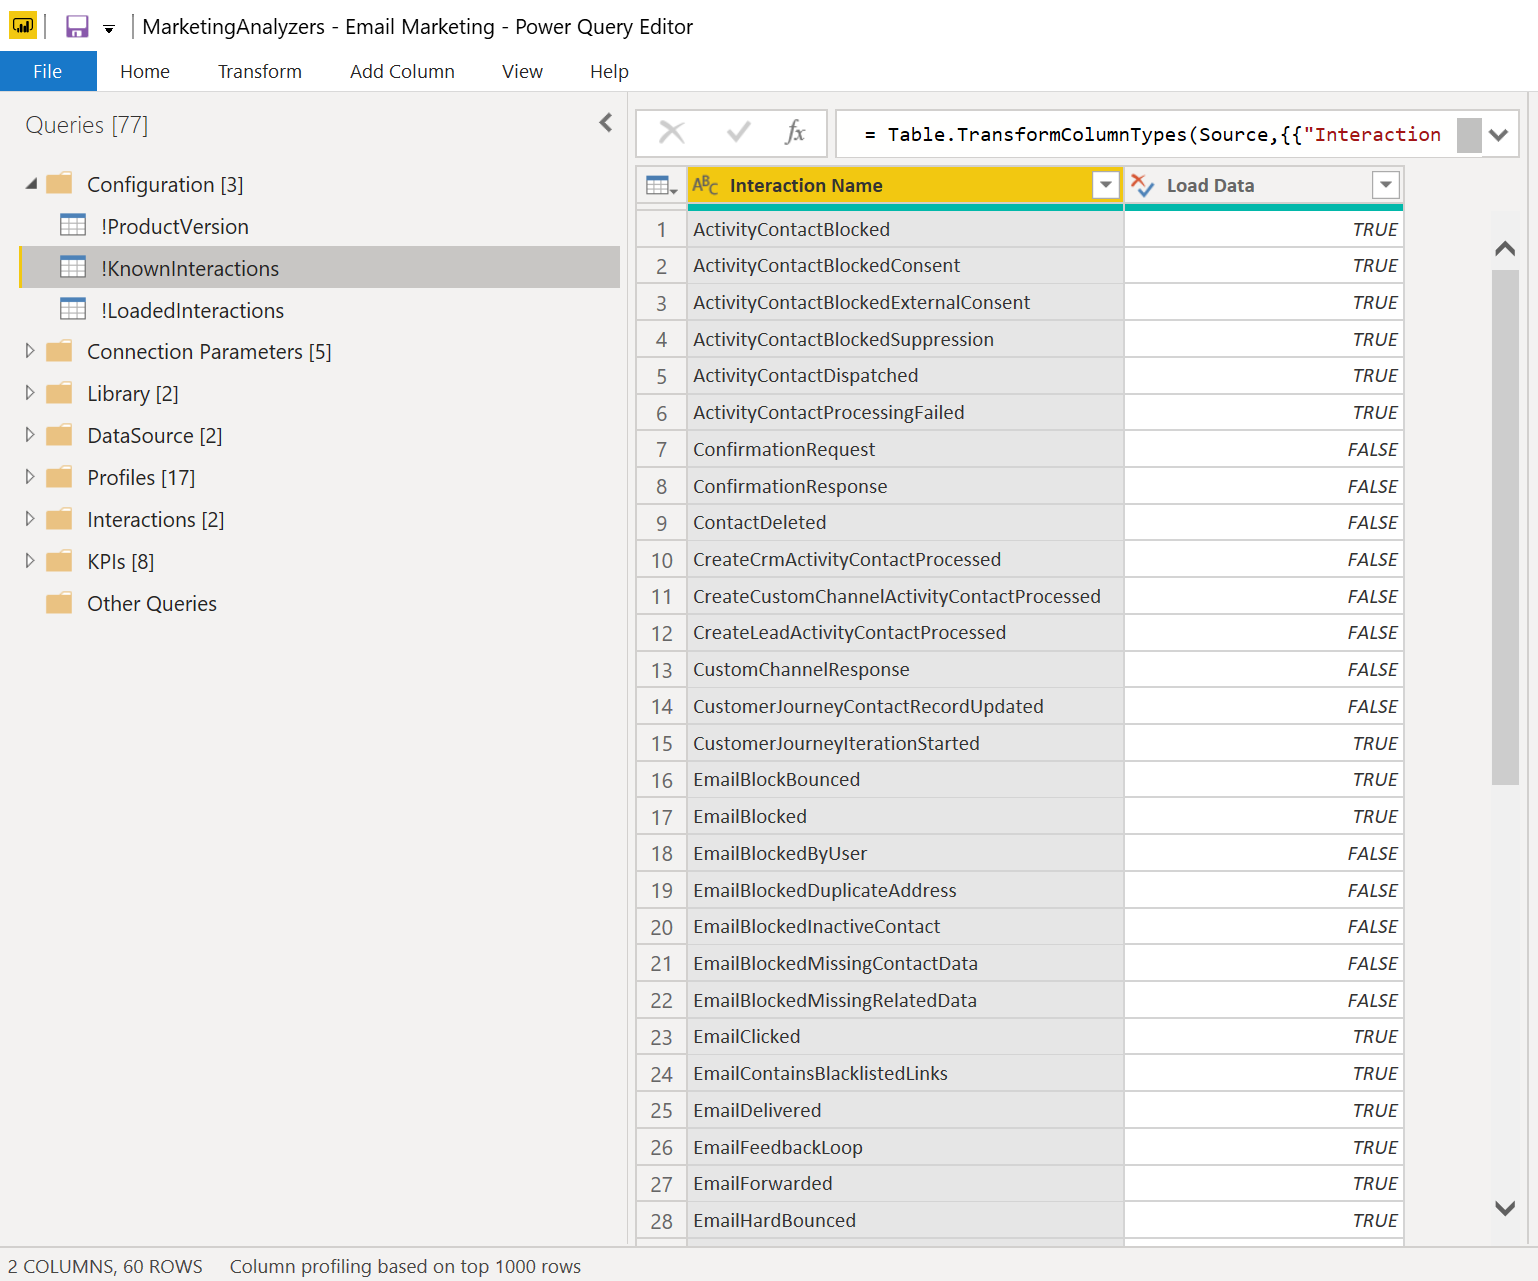 MarketingAnalyzers - Email Marketing - Power Query Editor
File Home Transform Add Column View Help
Queries [77]
Configuration [3]
!ProductVersion
!KnownInteractions
!LoadedInteractions
Connection Parameters [5]
Library [2]
DataSource [2]
Profiles [17]
Interactions [2]
KPIs [8]
Other Queries
fx = Table.TransformColumnTypes(Source,{{"Interaction
ABC Interaction Name Load Data
1 ActivityContactBlocked TRUE
2 ActivityContactBlockedConsent TRUE
3 ActivityContactBlockedExternalConsent TRUE
4 ActivityContactBlockedSuppression TRUE
5 ActivityContactDispatched TRUE
6 ActivityContactProcessingFailed TRUE
7 ConfirmationRequest FALSE
8 ConfirmationResponse FALSE
9 ContactDeleted FALSE
10 CreateCrmActivityContactProcessed FALSE
11 CreateCustomChannelActivityContactProcessed FALSE
12 CreateLeadActivityContactProcessed FALSE
13 CustomChannelResponse FALSE
14 CustomerJourneyContactRecordUpdated FALSE
15 CustomerJourneyIterationStarted TRUE
16 EmailBlockBounced TRUE
17 EmailBlocked TRUE
18 EmailBlockedByUser FALSE
19 EmailBlockedDuplicateAddress FALSE
20 EmailBlockedInactiveContact FALSE
21 EmailBlockedMissingContactData FALSE
22 EmailBlockedMissingRelatedData FALSE
23 EmailClicked TRUE
24 EmailContainsBlacklistedLinks TRUE
25 EmailDelivered TRUE
26 EmailFeedbackLoop TRUE
27 EmailForwarded TRUE
28 EmailHardBounced TRUE
2 COLUMNS, 60 ROWS Column profiling based on top 1000 rows